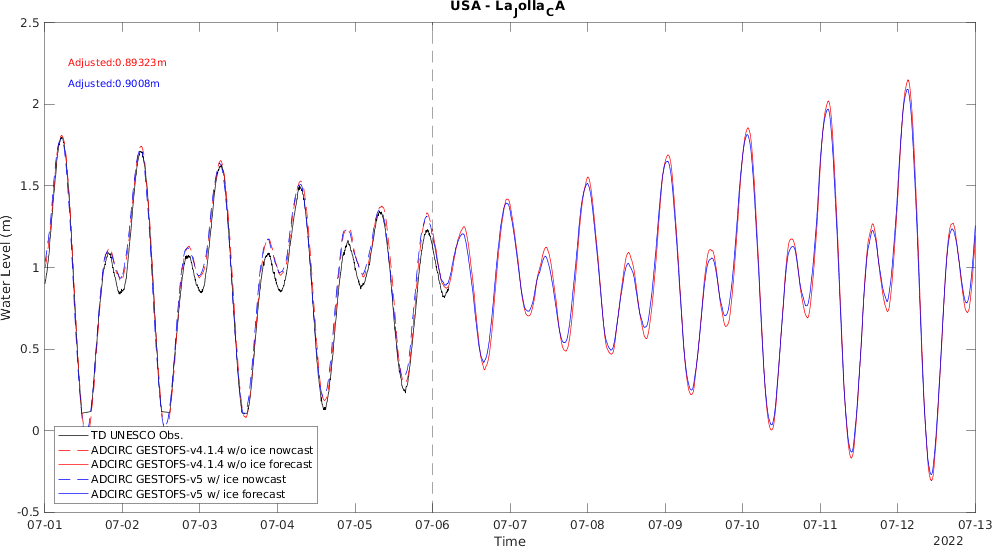 USA - LaJollaCA
Adjusted:0.89323m
Adjusted:0.9008m
2.5
2
1.5
1
0.5
0
-0.5
Water Level (m)
TD UNESCO Obs.
ADCIRC GESTOFS-v4.1.4 w/o ice nowcast
ADCIRC GESTOFS-v4.1.4 w/o ice forecast
ADCIRC GESTOFS-v5 w/ ice nowcast
ADCIRC GESTOFS-v5 w/ ice forecast
07-01 07-02 07-03 07-04 07-05 07-06 07-07 07-08 07-09 07-10 07-11 07-12 07-13
Time
2022